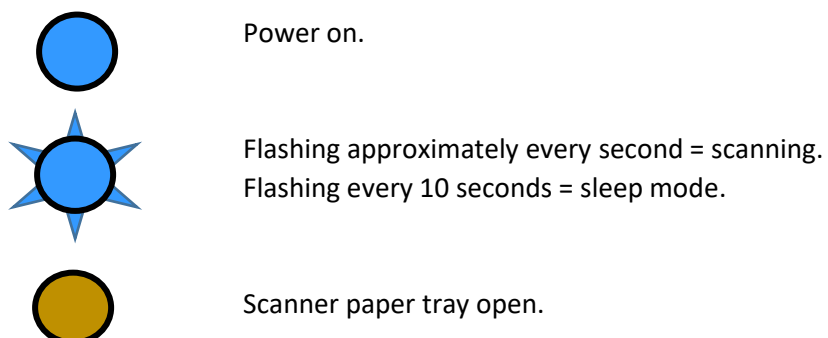 Power on.
Flashing approximately every second = scanning.
Flashing every 10 seconds = sleep mode.
Scanner paper tray open.